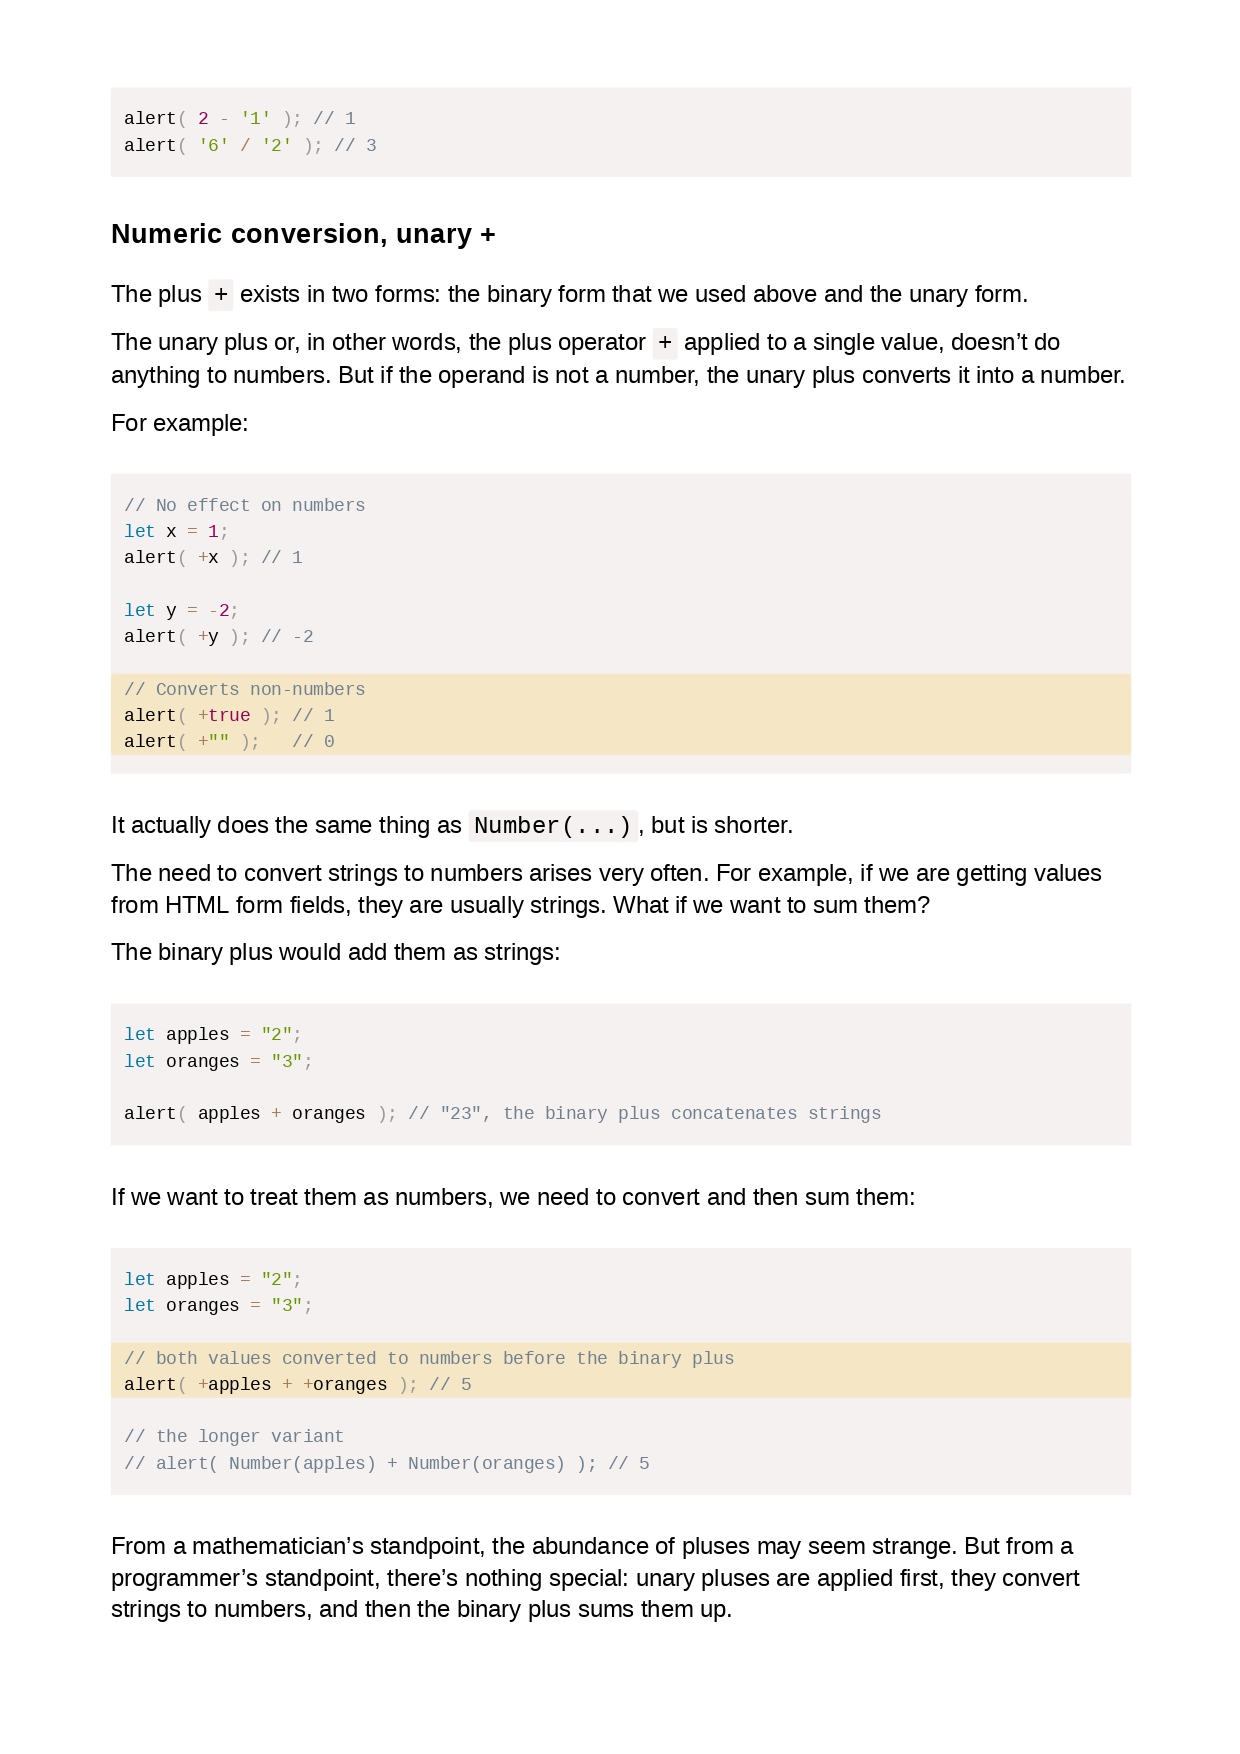 alert( 2 - '1' ); // 1
alert( '6' / '2' ); // 3
Numeric conversion, unary +
The plus + exists in two forms: the binary form that we used above and the unary form.
The unary plus or, in other words, the plus operator + applied to a single value, doesn’t do
anything to numbers. But if the operand is not a number, the unary plus converts it into a number.
For example:
// No effect on numbers
let x = 1;
alert( +x ); // 1
let y = -2;
alert( +y ); // -2
// Converts non-numbers
alert( +true ); // 1
alert( +"" );   // 0
It actually does the same thing as Number(...), but is shorter.
The need to convert strings to numbers arises very often. For example, if we are getting values
from HTML form fields, they are usually strings. What if we want to sum them?
The binary plus would add them as strings:
let apples = "2";
let oranges = "3";
alert( apples + oranges ); // "23", the binary plus concatenates strings
If we want to treat them as numbers, we need to convert and then sum them:
let apples = "2";
let oranges = "3";
// both values converted to numbers before the binary plus
alert( +apples + +oranges ); // 5
// the longer variant
// alert( Number(apples) + Number(oranges) ); // 5
From a mathematician’s standpoint, the abundance of pluses may seem strange. But from a
programmer’s standpoint, there’s nothing special: unary pluses are applied first, they convert
strings to numbers, and then the binary plus sums them up.